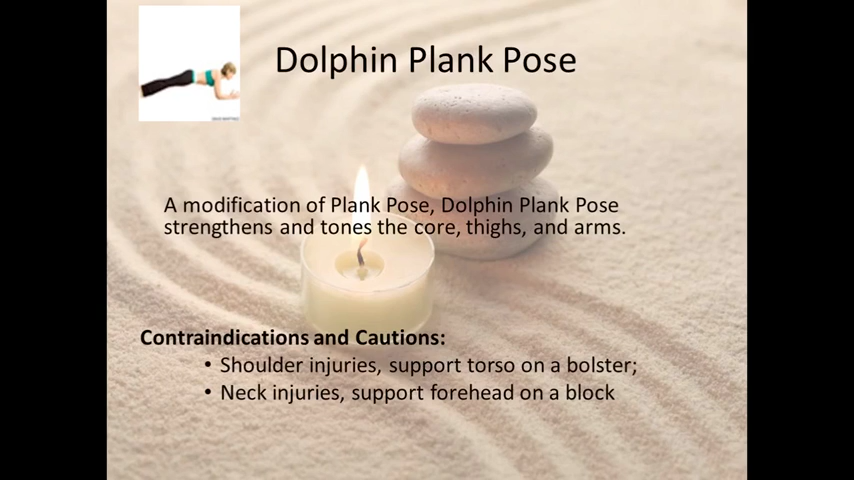 Dolphin Plank Pose
A modification of Plank Pose, Dolphin Plank Pose
strengthens and tones the core, thighs, and arms.
Contraindications and Cautions:
• Shoulder injuries, support torso on a bolster;
• Neck injuries, support forehead on a block